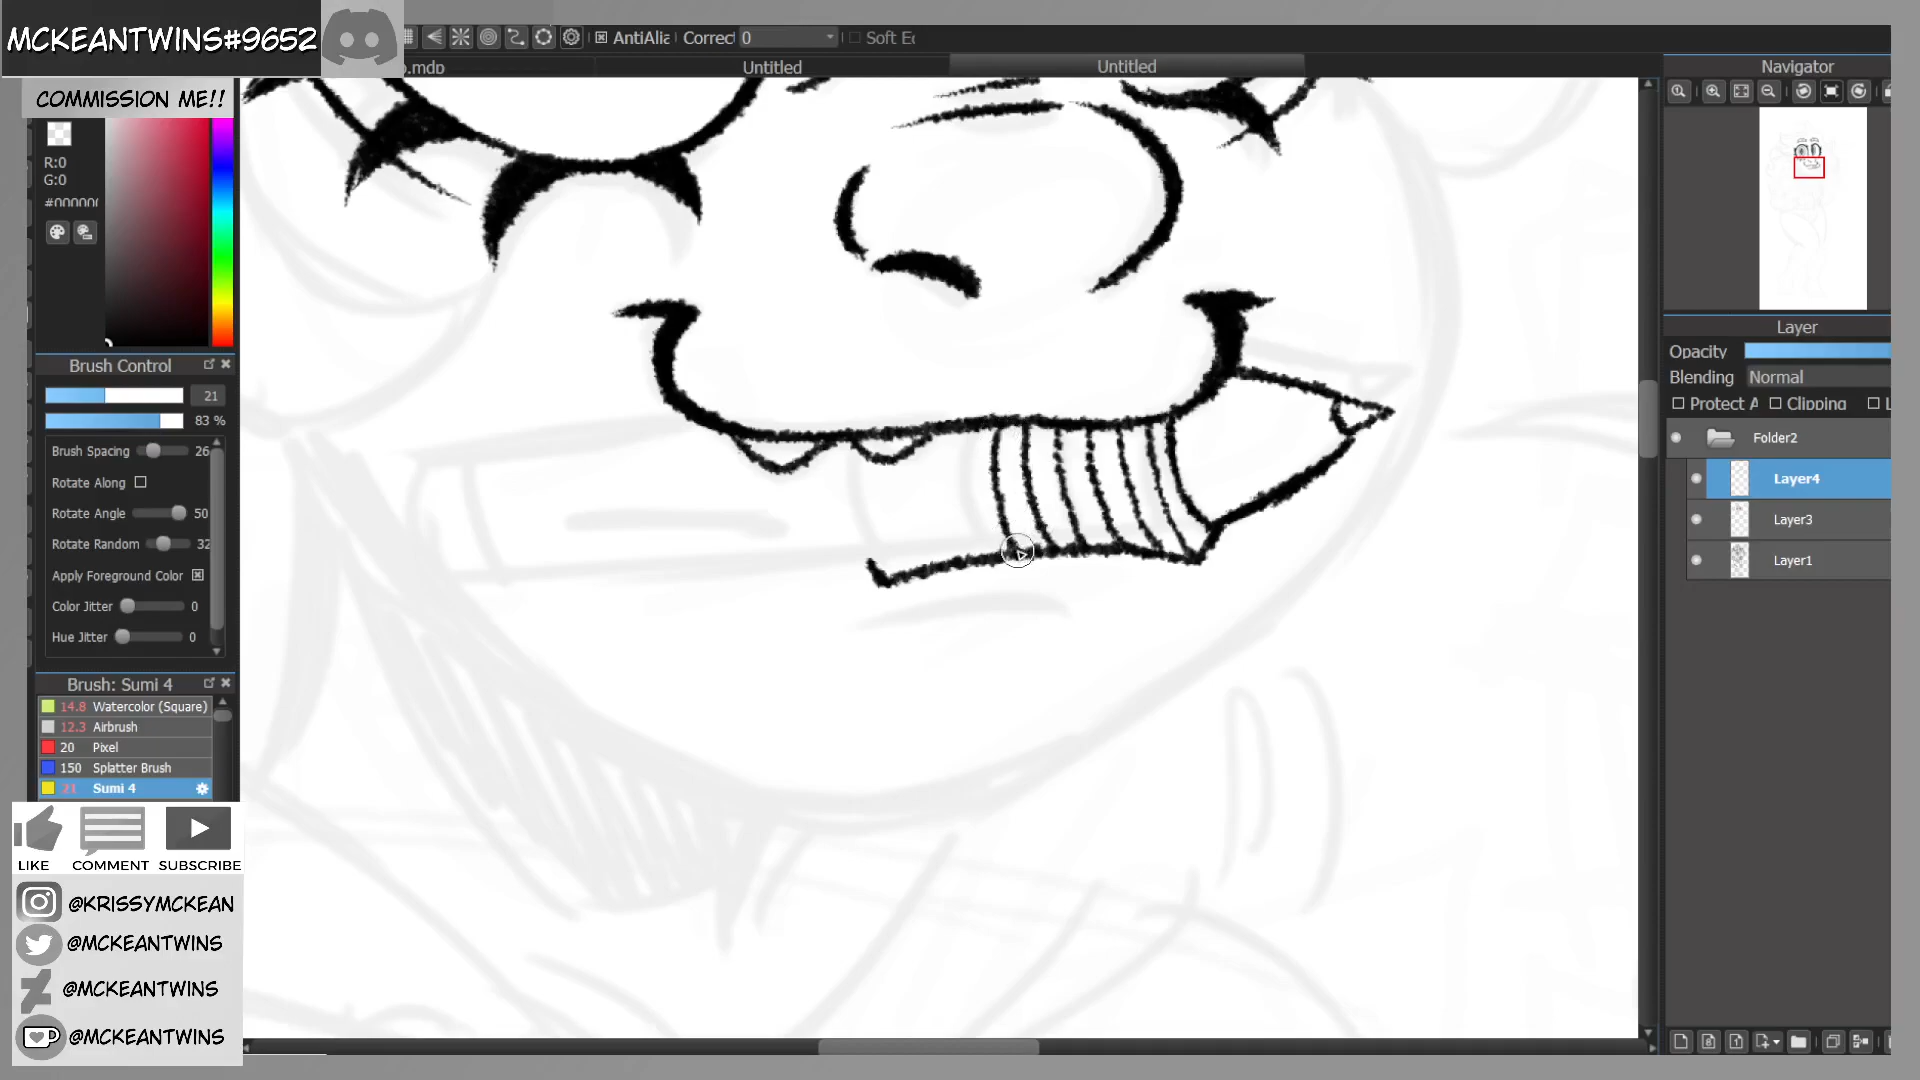 MCKEANTWINS#9652
COMMISSION ME!!
AntiAlia
Correct 0
Soft Ec
.mdp
Untitled
Untitled
Navigator
R:0
G:0
#000000
Brush Control
21
83 %
Brush Spacing 26
Rotate Along
Rotate Angle 50
Rotate Random 32
Apply Foreground Color
Color Jitter 0
Hue Jitter 0
Brush: Sumi 4
14.8 Watercolor (Square)
12.3 Airbrush
20 Pixel
150 Splatter Brush
21 Sumi 4
LIKE COMMENT SUBSCRIBE
@KRISSYMCKEAN
@MCKEANTWINS
@MCKEANTWINS
@MCKEANTWINS
Layer
Opacity
Blending Normal
Protect A Clipping L
Folder2
Layer4
Layer3
Layer1